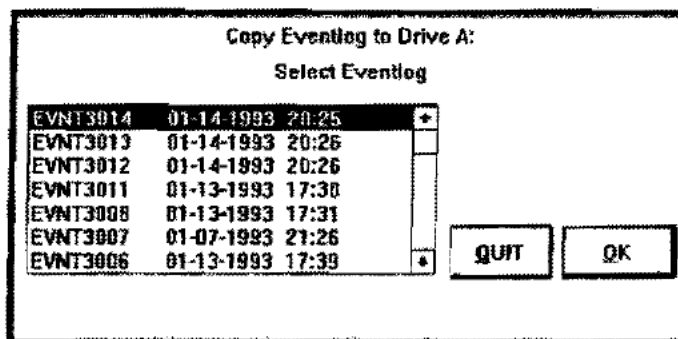 Copy Eventlog to Drive A:
Select Eventlog
EVNT3014 01-14-1993 20:25
EVNT3013 01-14-1993 20:26
EVNT3012 01-14-1993 20:26
EVNT3011 01-13-1993 17:30
EVNT3008 01-13-1993 17:31
EVNT3007 01-07-1993 21:26
EVNT3006 01-13-1993 17:39
QUIT OK